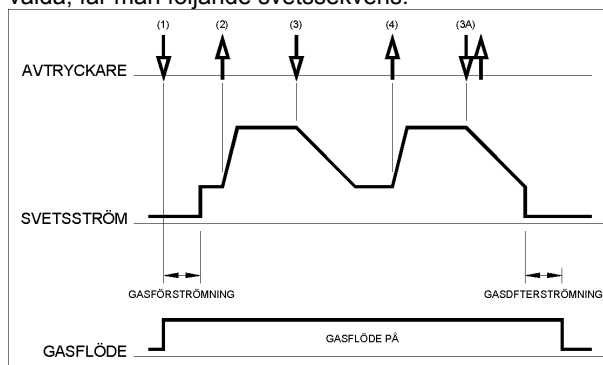 valda, får man följande svetssekvens:
(1) (2) (3) (4) (3A)
AVTRYCKARE
SVETSSTRÖM
GASFÖRSTRÖMNING GASDFTERSTRÖMNING
GASFLÖDE PÅ
GASFLÖDE